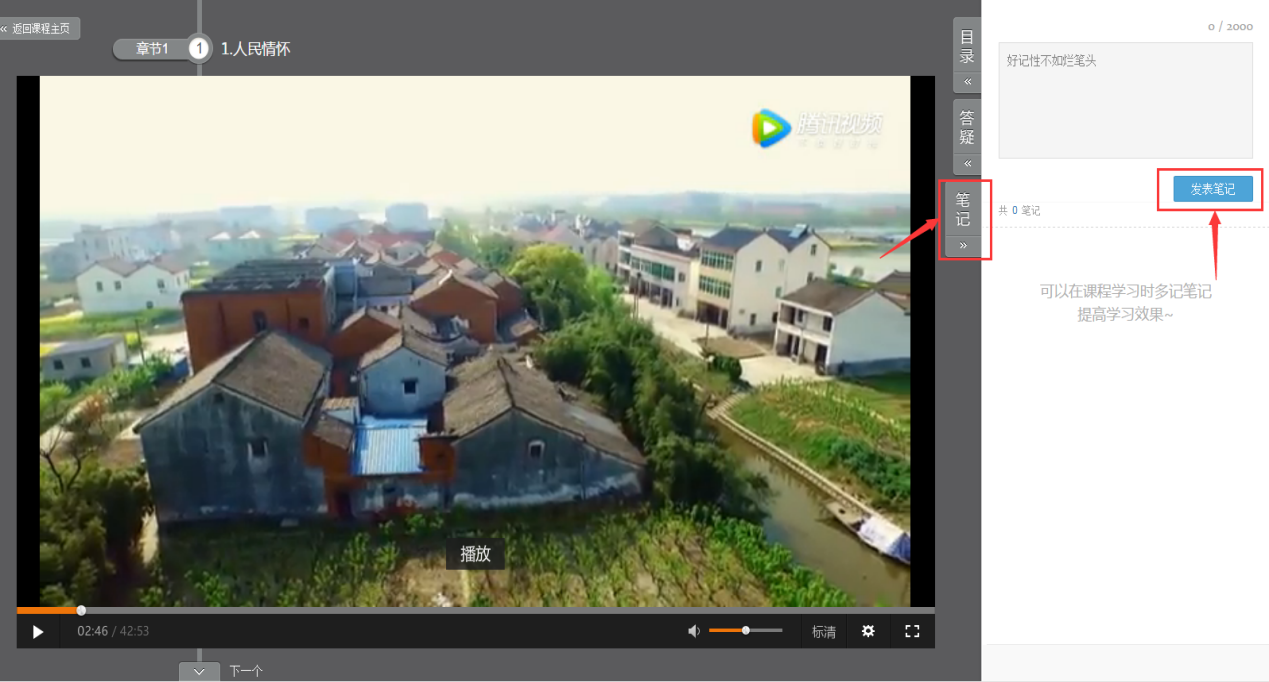 « 返回课程主页
章节1 1 1.人民情怀
腾讯视频
播放
02:46 / 42:53
标清
下一个
目录
«
答疑
«
笔记
»
0 / 2000
好记性不如烂笔头
发表笔记
共 0 笔记
可以在课程学习时多记笔记
提高学习效果~